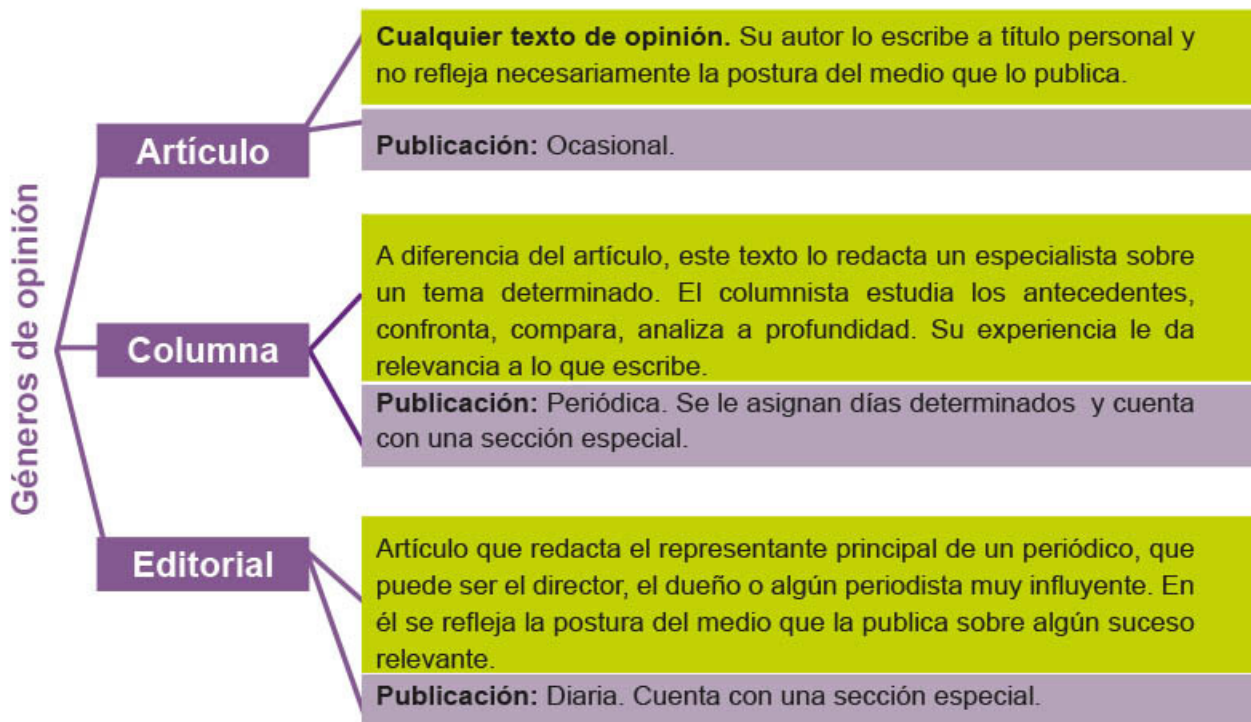 Géneros de opinión
Artículo
Cualquier texto de opinión. Su autor lo escribe a título personal y
no refleja necesariamente la postura del medio que lo publica.
Publicación: Ocasional.
Columna
A diferencia del artículo, este texto lo redacta un especialista sobre
un tema determinado. El columnista estudia los antecedentes,
confronta, compara, analiza a profundidad. Su experiencia le da
relevancia a lo que escribe.
Publicación: Periódica. Se le asignan días determinados y cuenta
con una sección especial.
Editorial
Artículo que redacta el representante principal de un periódico, que
puede ser el director, el dueño o algún periodista muy influyente. En
él se refleja la postura del medio que la publica sobre algún suceso
relevante.
Publicación: Diaria. Cuenta con una sección especial.